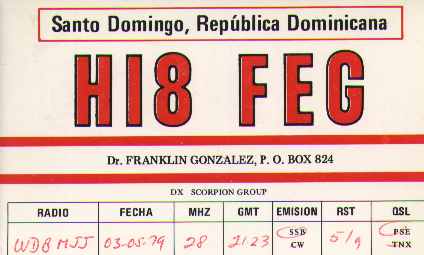 Santo Domingo, República Dominicana
HI8 FEG
Dr. FRANKLIN GONZALEZ, P. O. BOX 824
DX SCORPION GROUP
RADIO FECHA MHZ GMT EMISION RST QSL
WD8MJJ 03-05-79 28 2123 SSB CW 5/9 PSE TNX